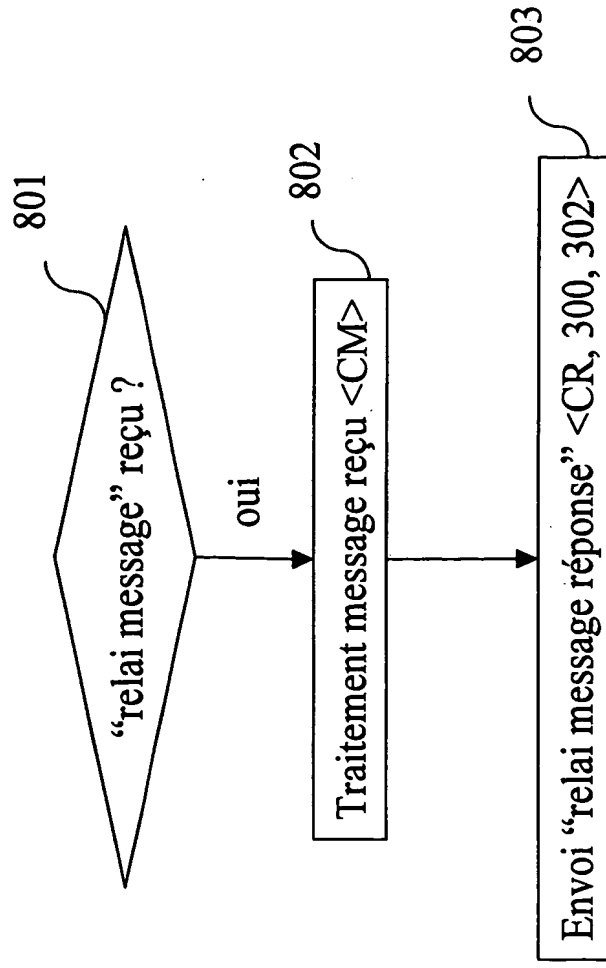 801
“relai message” reçu ?
oui
802
Traitement message reçu <CM>
803
Envoi “relai message réponse” <CR, 300, 302>